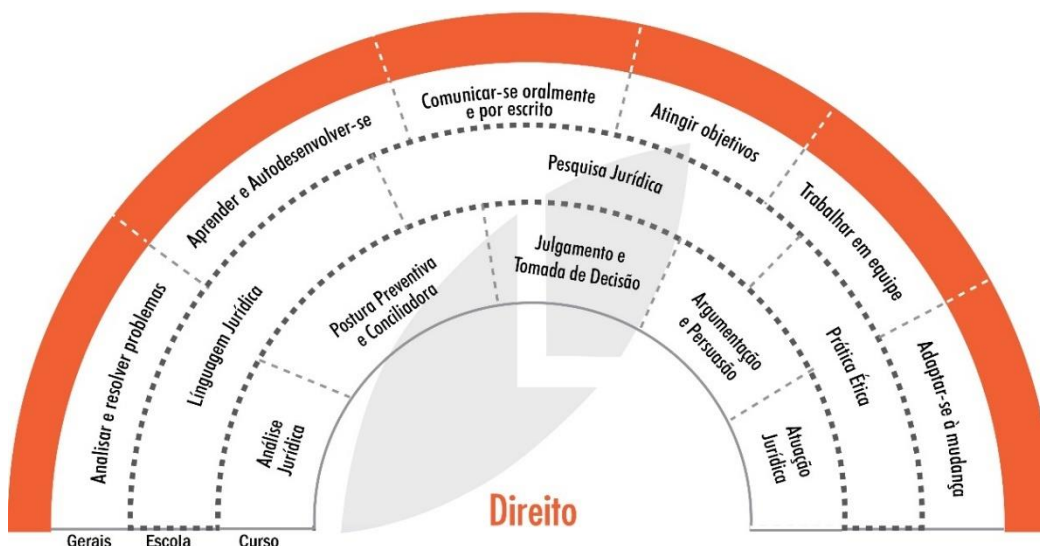 Analisar e resolver problemas
Aprender e Autodesenvolver-se
Comunicar-se oralmente
e por escrito
Atingir objetivos
Trabalhar em equipe
Adaptar-se à mudança
Línguagem Jurídica
Pesquisa Jurídica
Prática Ética
Análise
Jurídica
Postura Preventiva
e Conciliadora
Julgamento e
Tomada de Decisão
Argumentação
e Persuasão
Atuação
Jurídica
Direito
Gerais
Escola
Curso